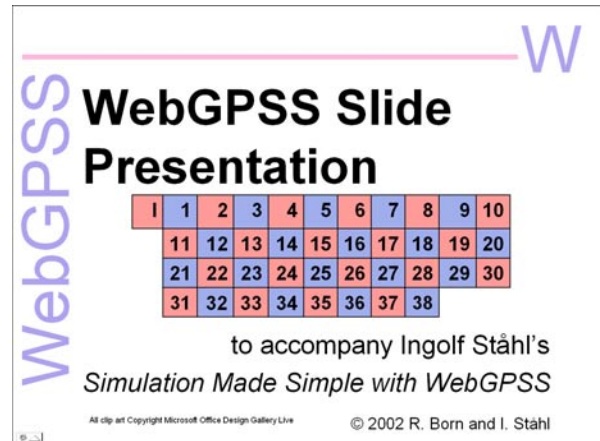 W
WebGPSS
WebGPSS Slide
Presentation
I 1 2 3 4 5 6 7 8 9 10
11 12 13 14 15 16 17 18 19 20
21 22 23 24 25 26 27 28 29 30
31 32 33 34 35 36 37 38
to accompany Ingolf Ståhl's
Simulation Made Simple with WebGPSS
All clip art Copyright Microsoft Office Design Gallery Live
© 2002 R. Born and I. Ståhl